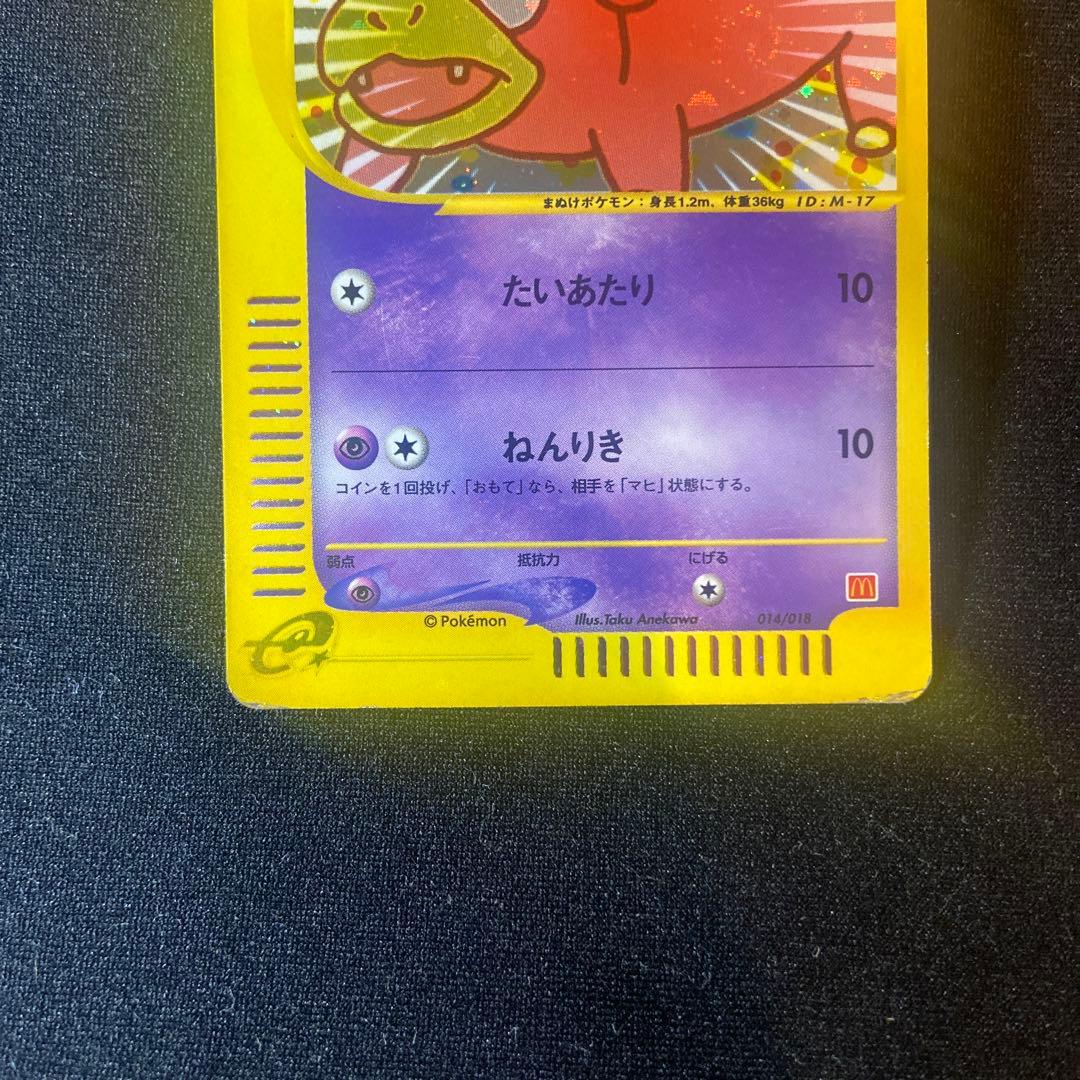 まぬけポケモン：身長1.2m、体重36kg ID:M-17
たいあたり 10
ねんりき 10
コインを1回投げ、「おもて」なら、相手を「マヒ」状態にする。
弱点 抵抗力 にげる
©Pokémon Illus.Taku Anekawa 014/018
e